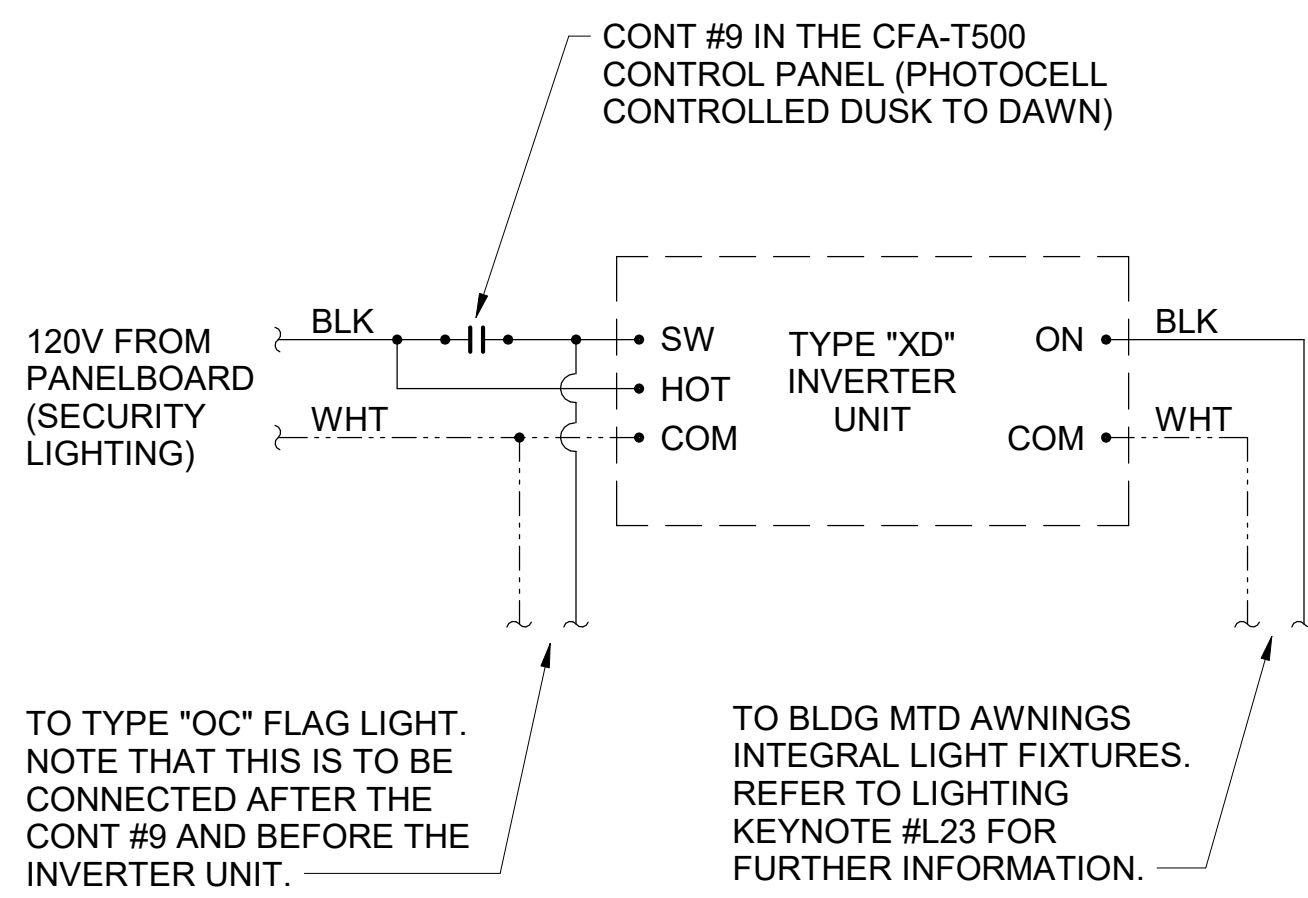 CONT #9 IN THE CFA-T500
CONTROL PANEL (PHOTOCELL
CONTROLLED DUSK TO DAWN)
120V FROM
PANELBOARD
(SECURITY
LIGHTING)
BLK
WHT
SW
HOT
COM
TYPE "XD"
INVERTER
UNIT
ON
COM
BLK
WHT
TO TYPE "OC" FLAG LIGHT.
NOTE THAT THIS IS TO BE
CONNECTED AFTER THE
CONT #9 AND BEFORE THE
INVERTER UNIT.
TO BLDG MTD AWNINGS
INTEGRAL LIGHT FIXTURES.
REFER TO LIGHTING
KEYNOTE #L23 FOR
FURTHER INFORMATION.